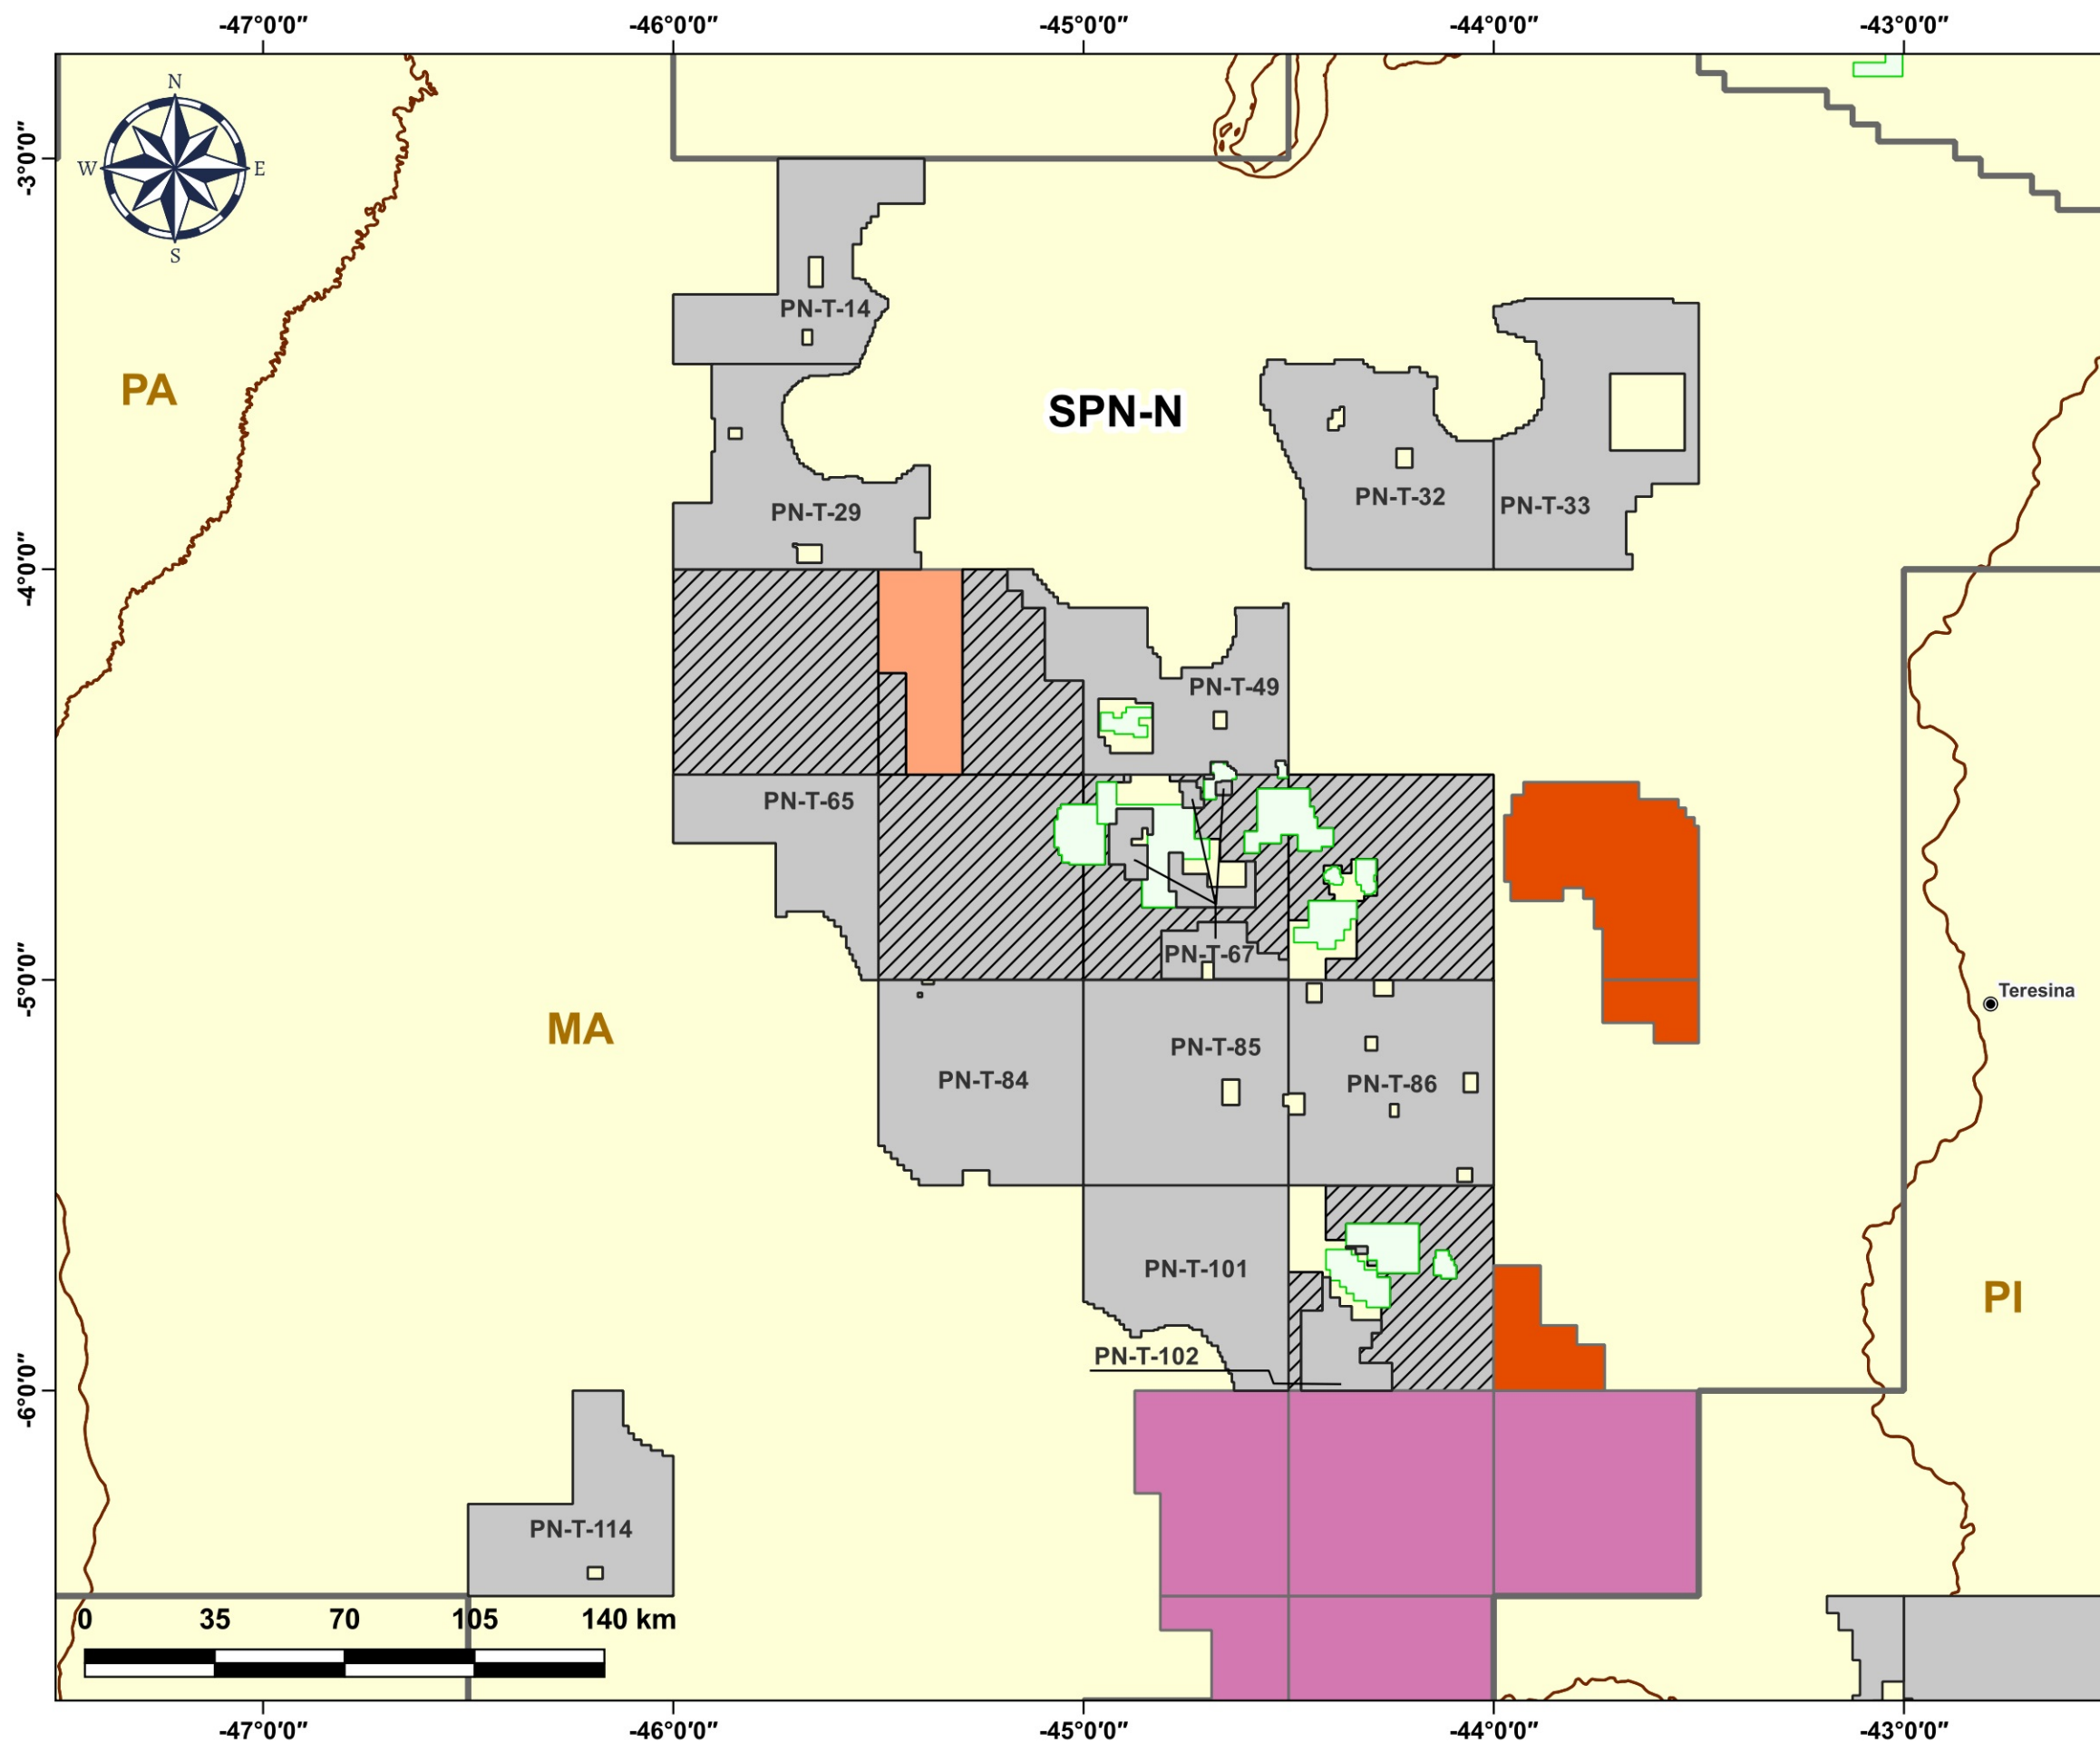 -47°0′0″
-46°0′0″
-45°0′0″
-44°0′0″
-43°0′0″
N
W
E
S
-3°0′0″
PN-T-14
PA
SPN-N
PN-T-29
PN-T-32
PN-T-33
-4°0′0″
PN-T-49
PN-T-65
PN-T-67
-5°0′0″
Teresina
MA
PN-T-84
PN-T-85
PN-T-86
PN-T-101
PI
PN-T-102
-6°0′0″
PN-T-114
0
35
70
105
140 km
-47°0′0″
-46°0′0″
-45°0′0″
-44°0′0″
-43°0′0″